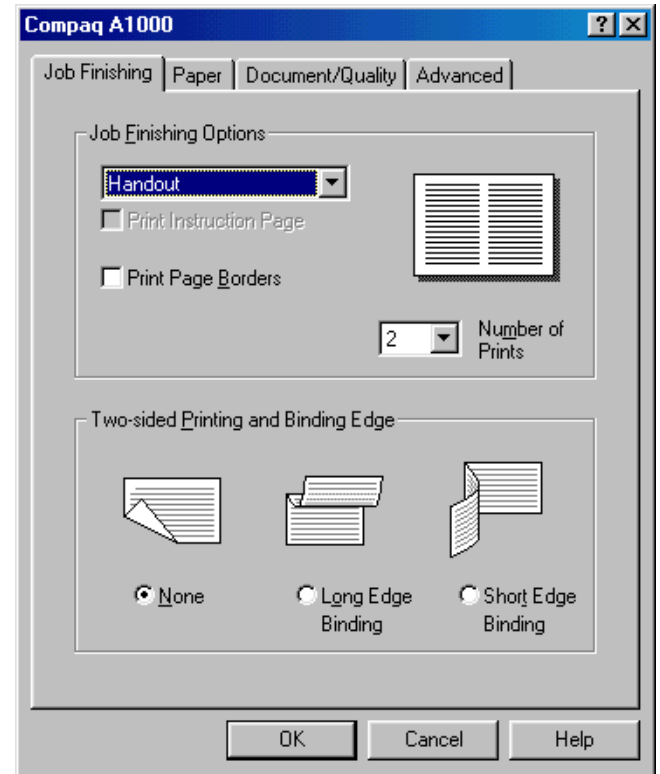 Compaq A1000
Job Finishing Paper Document/Quality Advanced
Job Finishing Options
Handout
Print Instruction Page
Print Page Borders
2 Number of
Prints
Two-sided Printing and Binding Edge
None Long Edge Short Edge
Binding Binding
OK Cancel Help